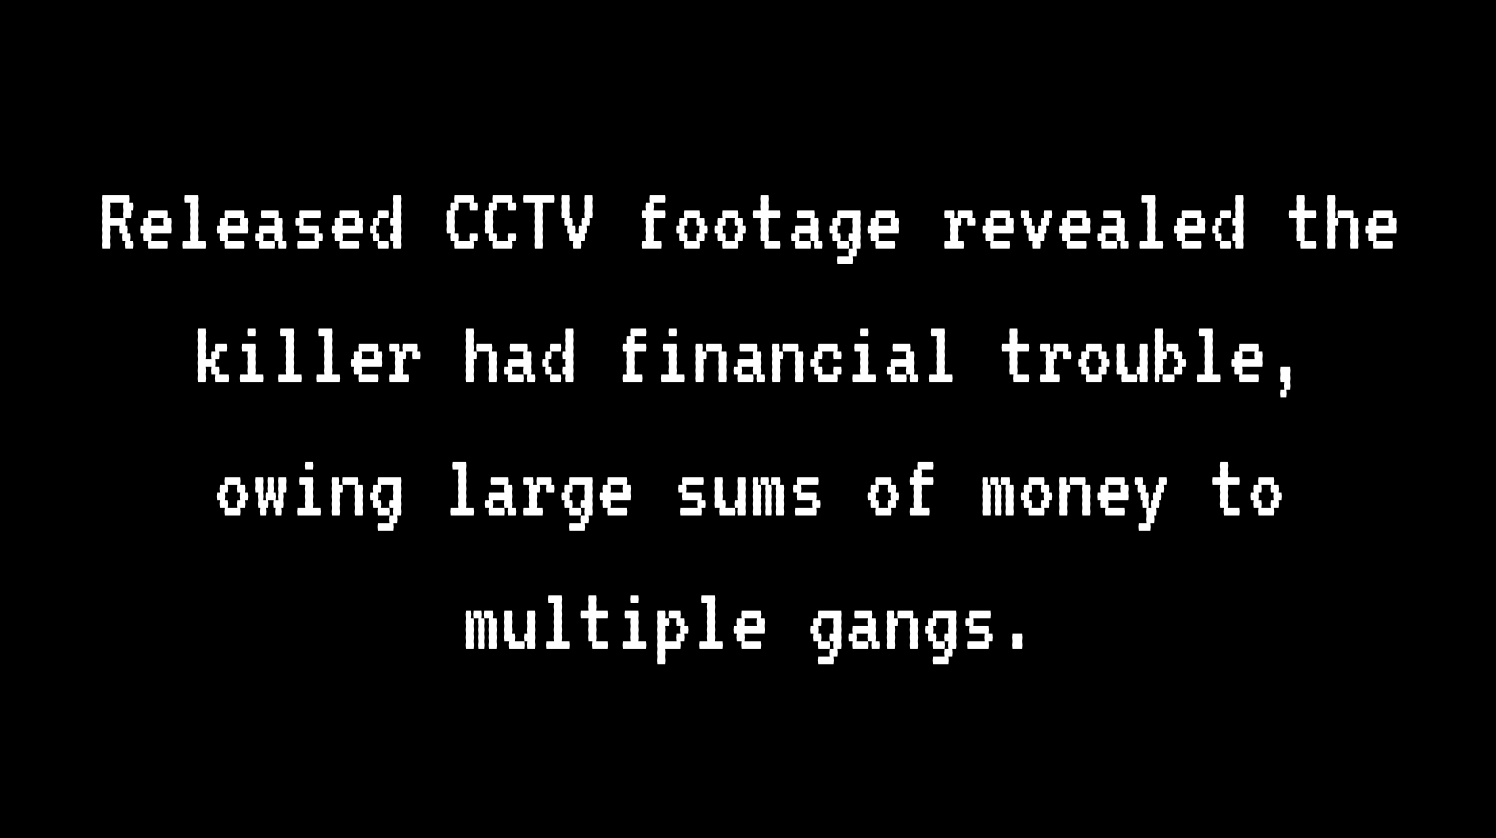 Released CCTV footage revealed the
killer had financial trouble,
owing large sums of money to
multiple gangs.